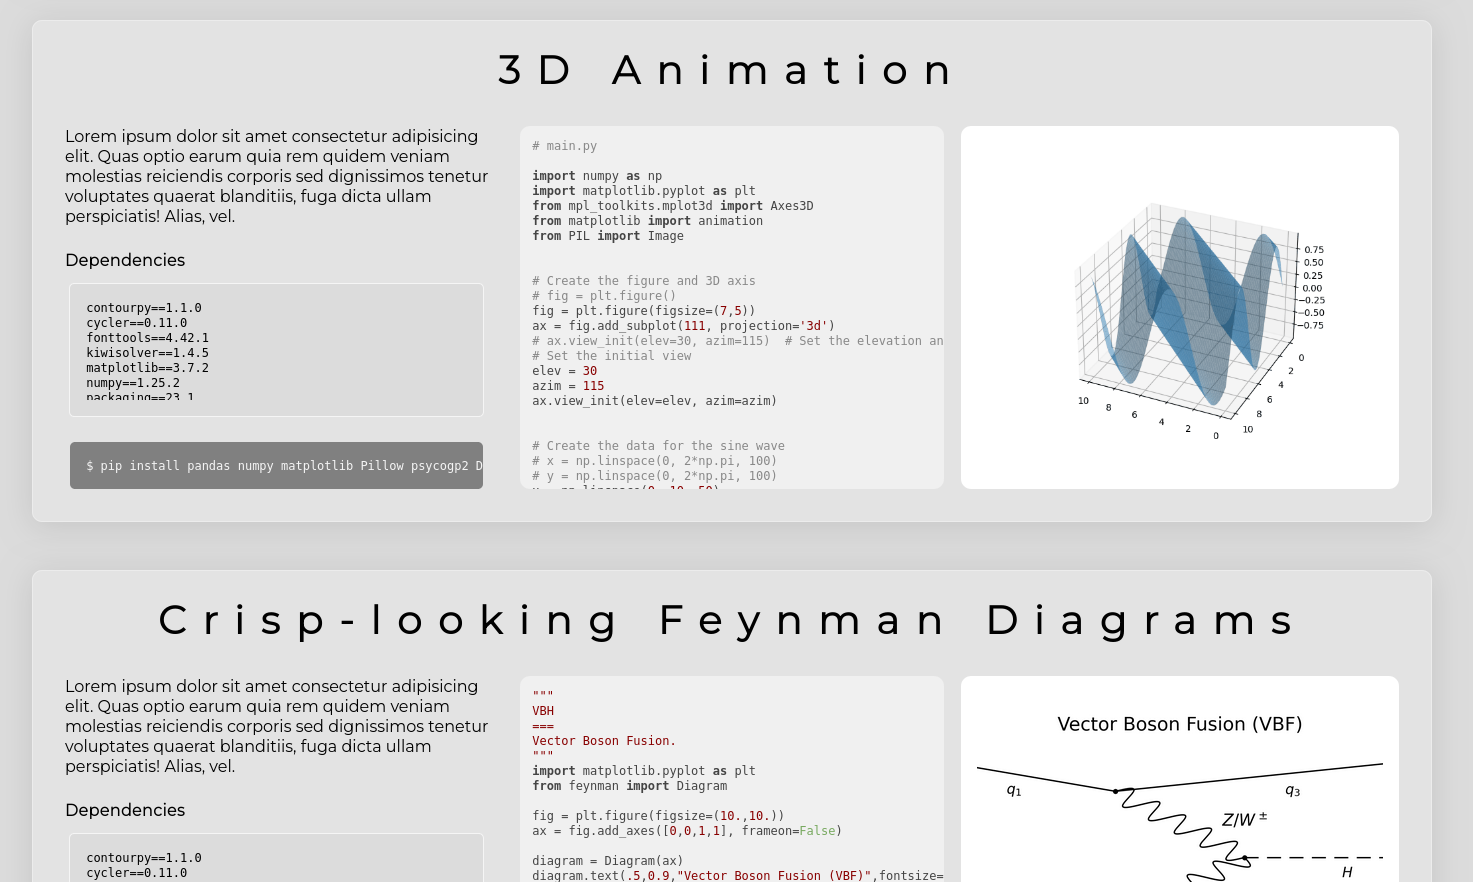 3D Animation
Lorem ipsum dolor sit amet consectetur adipisicing
elit. Quas optio earum quia rem quidem veniam
molestias reiciendis corporis sed dignissimos tenetur
voluptates quaerat blanditiis, fuga dicta ullam
perspiciatis! Alias, vel.
Dependencies
contourpy==1.1.0
cycler==0.11.0
fonttools==4.42.1
kiwisolver==1.4.5
matplotlib==3.7.2
numpy==1.25.2
packaging==23.1
$ pip install pandas numpy matplotlib Pillow psycogp2 D
# main.py
import numpy as np
import matplotlib.pyplot as plt
from mpl_toolkits.mplot3d import Axes3D
from matplotlib import animation
from PIL import Image
# Create the figure and 3D axis
# fig = plt.figure()
fig = plt.figure(figsize=(7,5))
ax = fig.add_subplot(111, projection='3d')
# ax.view_init(elev=30, azim=115)  # Set the elevation an
# Set the initial view
elev = 30
azim = 115
ax.view_init(elev=elev, azim=azim)
# Create the data for the sine wave
# x = np.linspace(0, 2*np.pi, 100)
# y = np.linspace(0, 2*np.pi, 100)
0.75
0.50
0.25
0.00
−0.25
−0.50
−0.75
0
2
4
6
8
10
10
8
6
4
2
0
Crisp-looking Feynman Diagrams
Lorem ipsum dolor sit amet consectetur adipisicing
elit. Quas optio earum quia rem quidem veniam
molestias reiciendis corporis sed dignissimos tenetur
voluptates quaerat blanditiis, fuga dicta ullam
perspiciatis! Alias, vel.
Dependencies
contourpy==1.1.0
cycler==0.11.0
"""
VBH
===
Vector Boson Fusion.
"""
import matplotlib.pyplot as plt
from feynman import Diagram
fig = plt.figure(figsize=(10.,10.))
ax = fig.add_axes([0,0,1,1], frameon=False)
diagram = Diagram(ax)
diagram.text(.5,0.9,"Vector Boson Fusion (VBF)",fontsize=
Vector Boson Fusion (VBF)
q₁
q₃
Z/W±
H